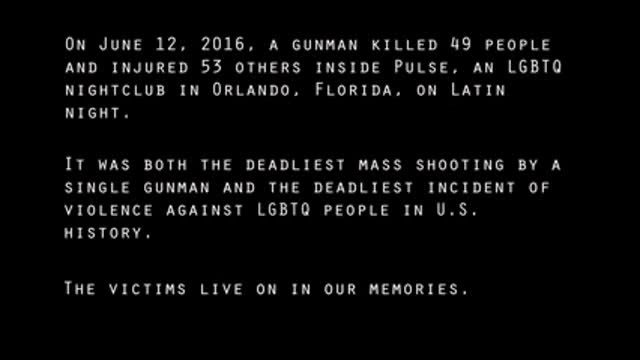 On June 12, 2016, a gunman killed 49 people
and injured 53 others inside Pulse, an LGBTQ
nightclub in Orlando, Florida, on Latin
night.
It was both the deadliest mass shooting by a
single gunman and the deadliest incident of
violence against LGBTQ people in U.S.
history.
The victims live on in our memories.